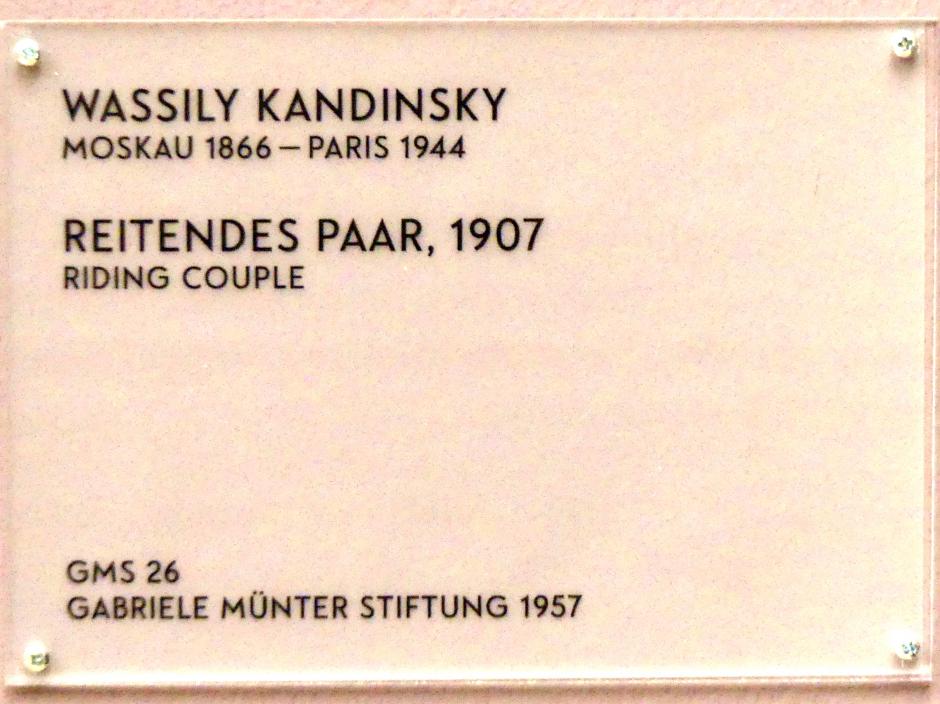 WASSILY KANDINSKY
MOSKAU 1866 – PARIS 1944
REITENDES PAAR, 1907
RIDING COUPLE
GMS 26
GABRIELE MÜNTER STIFTUNG 1957